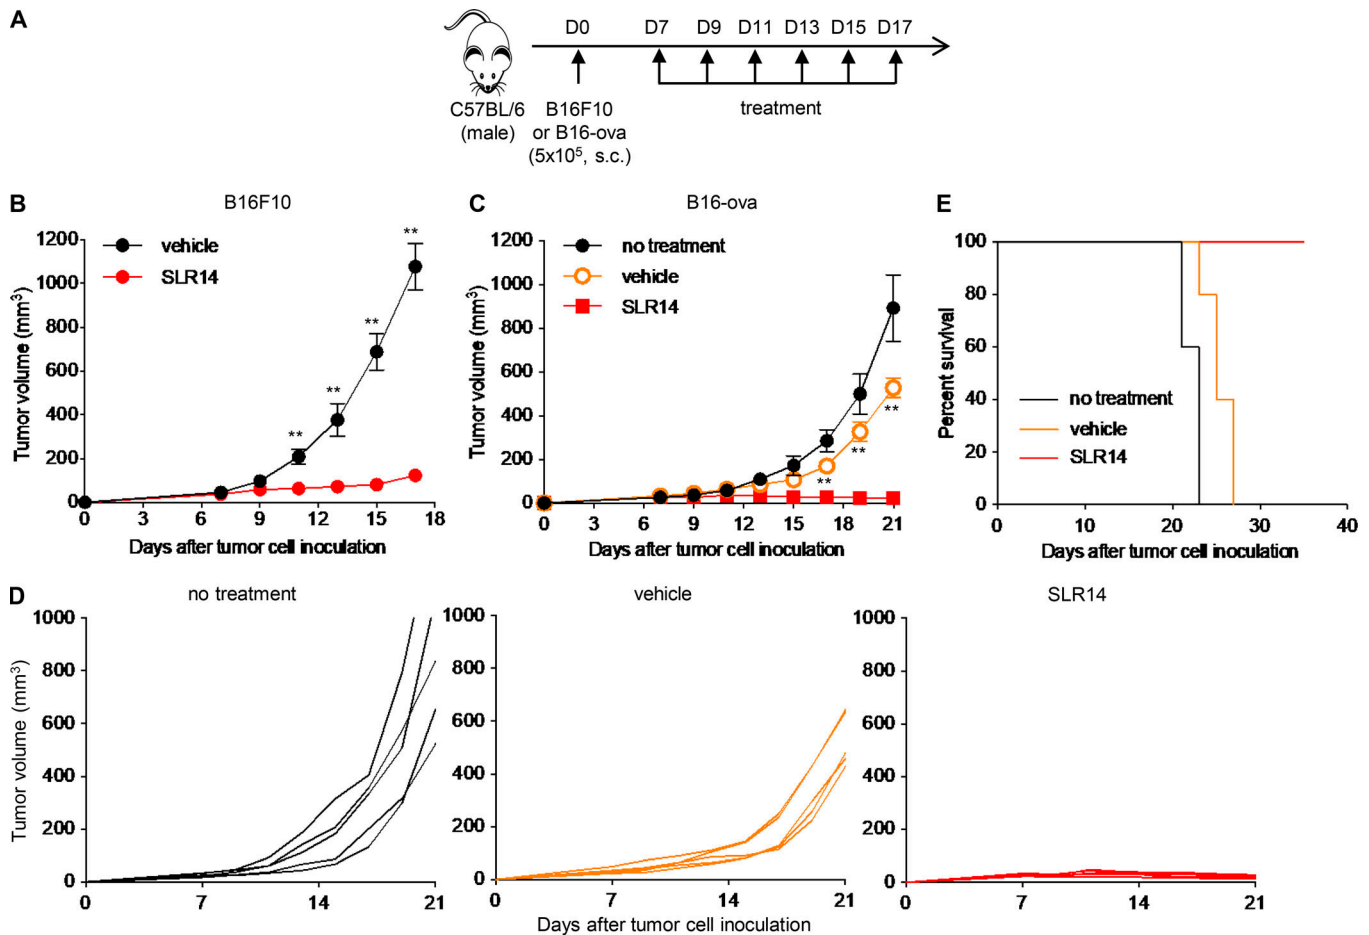 A
D0 D7 D9 D11 D13 D15 D17
C57BL/6
(male)
B16F10
or B16-ova
(5x10⁵, s.c.)
treatment
B
B16F10
vehicle
SLR14
Tumor volume (mm³)
1200
1000
800
600
400
200
0
**
**
**
**
0 3 6 9 12 15 18
Days after tumor cell inoculation
C
B16-ova
no treatment
vehicle
SLR14
Tumor volume (mm³)
1200
1000
800
600
400
200
0
**
**
**
0 3 6 9 12 15 18 21
Days after tumor cell inoculation
E
Percent survival
100
80
60
40
20
0
no treatment
vehicle
SLR14
0 10 20 30 40
Days after tumor cell inoculation
D
no treatment
Tumor volume (mm³)
1000
800
600
400
200
0
0 7 14 21
vehicle
1000
800
600
400
200
0
0 7 14 21
SLR14
1000
800
600
400
200
0
0 7 14 21
Days after tumor cell inoculation